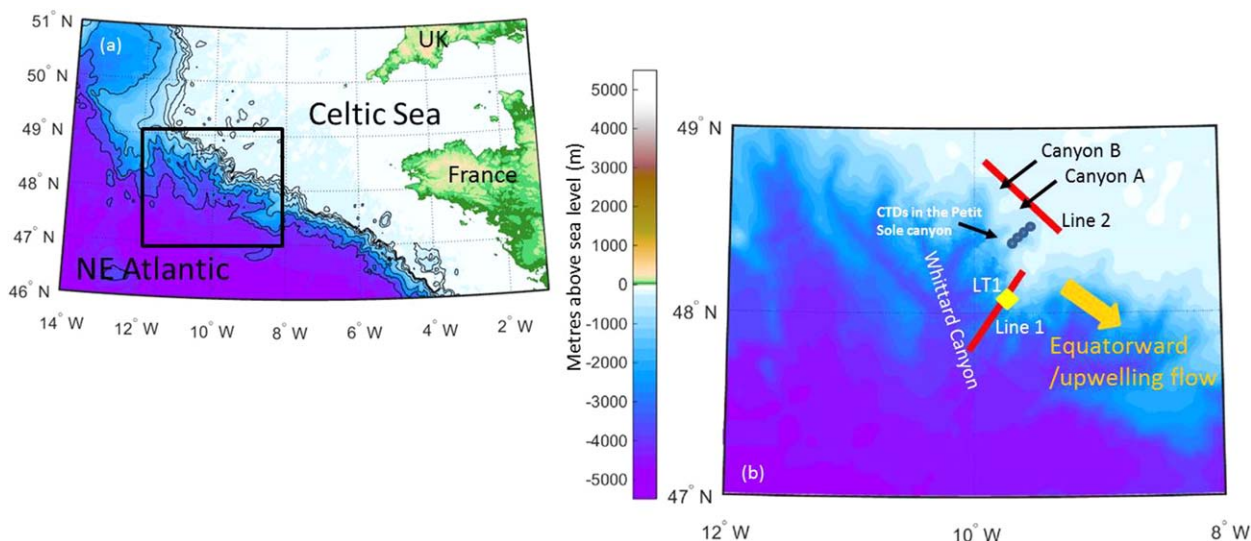 (a)
51° N
50° N
49° N
48° N
47° N
46° N
14° W
12° W
10° W
8° W
6° W
4° W
2° W
UK
Celtic Sea
France
NE Atlantic
Metres above sea level (m)
5000
4000
3000
2000
1000
0
-1000
-2000
-3000
-4000
-5000
49° N
48° N
47° N
12° W
10° W
8° W
Canyon B
Canyon A
CTDs in the Petit
Sole canyon
Line 2
LT1
Line 1
Whittard Canyon
Equatorward
/upwelling flow
(b)